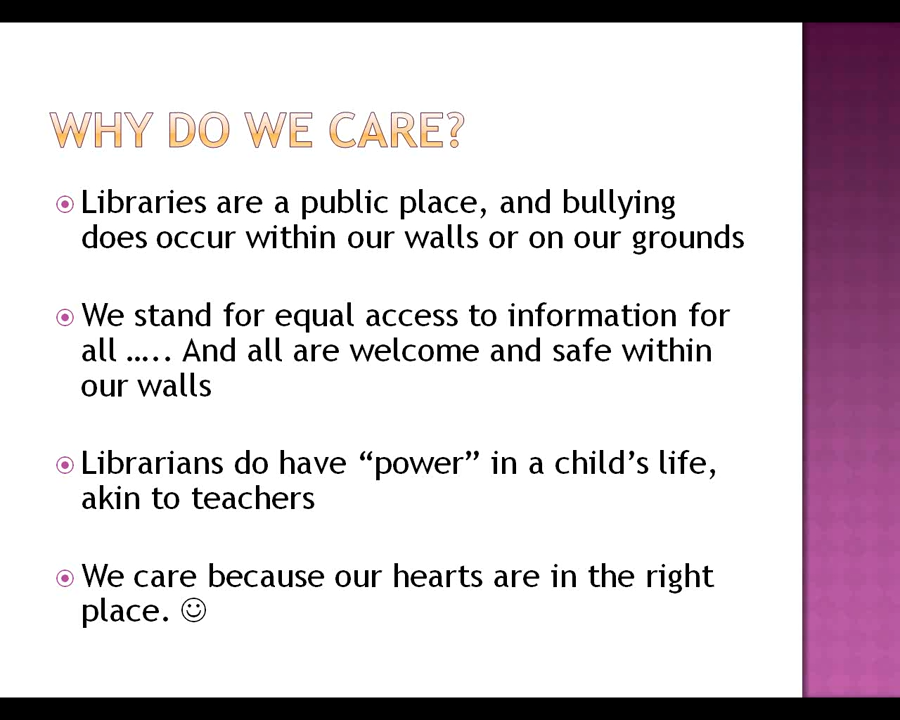 WHY DO WE CARE?
Libraries are a public place, and bullying
does occur within our walls or on our grounds
We stand for equal access to information for
all ….. And all are welcome and safe within
our walls
Librarians do have “power” in a child’s life,
akin to teachers
We care because our hearts are in the right
place. ☺